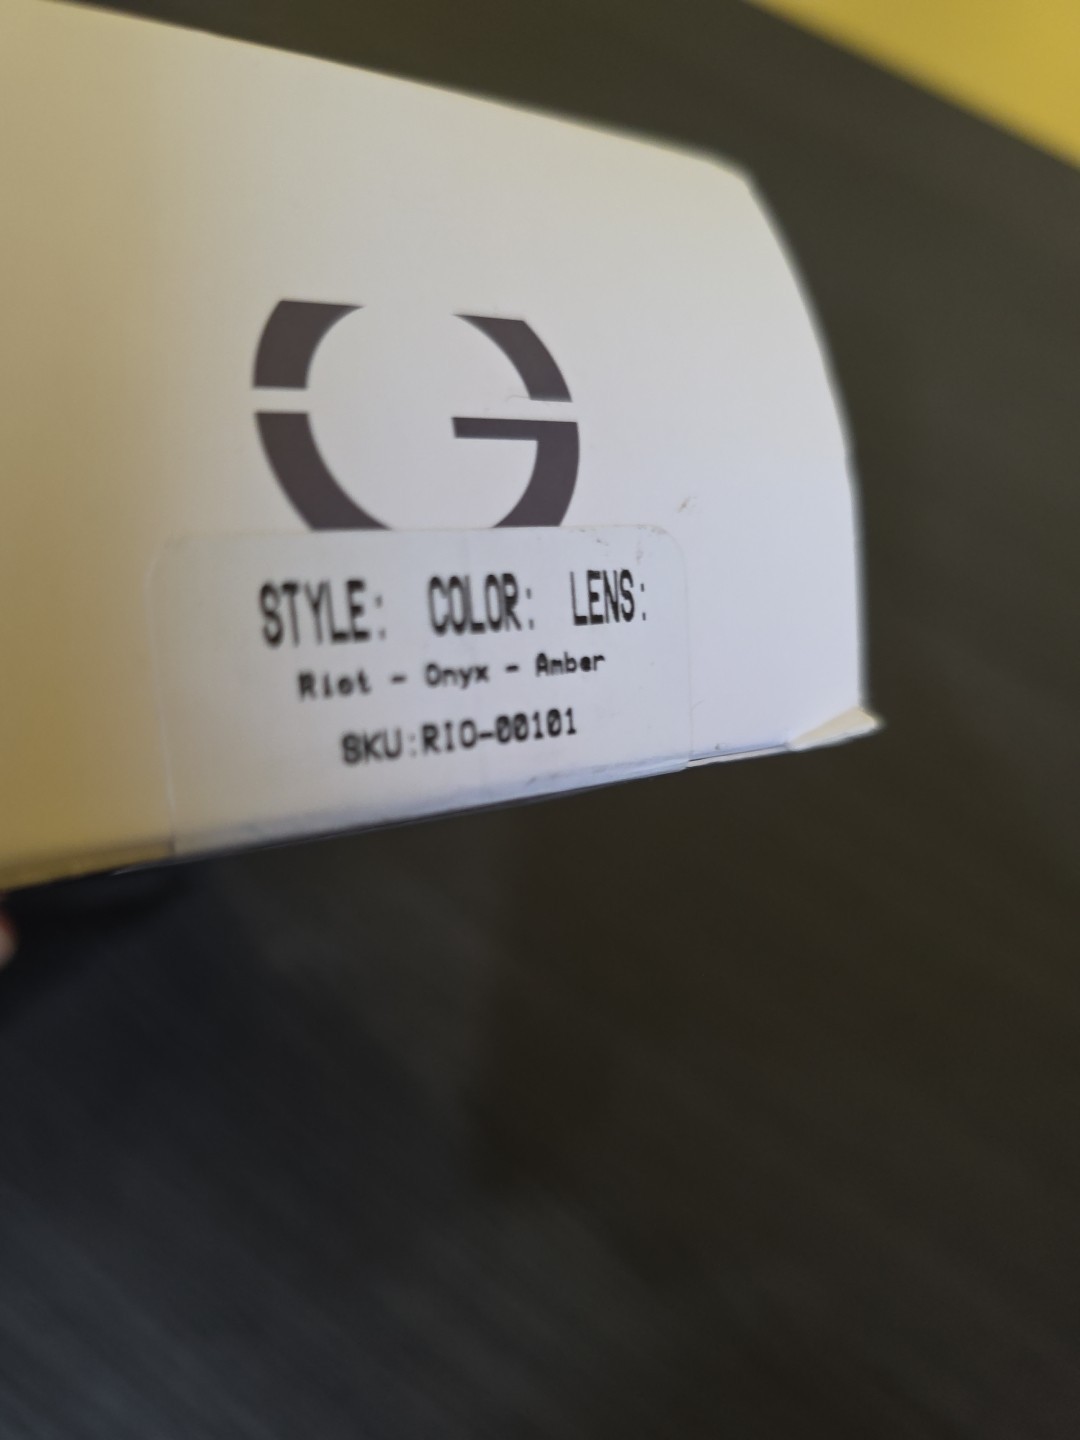 G
STYLE: COLOR: LENS:
Riot - Onyx - Amber
SKU:RIO-00101